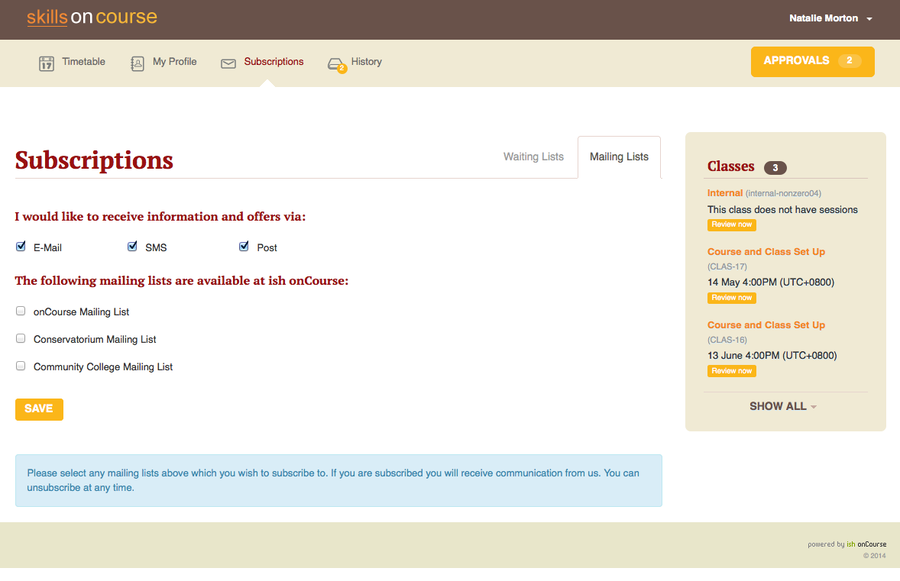 skillsoncourse
Natalie Morton
17 Timetable My Profile Subscriptions 2 History
APPROVALS 2
Subscriptions
Waiting Lists Mailing Lists
I would like to receive information and offers via:
E-Mail SMS Post
The following mailing lists are available at ish onCourse:
onCourse Mailing List
Conservatorium Mailing List
Community College Mailing List
SAVE
Please select any mailing lists above which you wish to subscribe to. If you are subscribed you will receive communication from us. You can
unsubscribe at any time.
Classes 3
Internal (internal-nonzero04)
This class does not have sessions
Review now
Course and Class Set Up
(CLAS-17)
14 May 4:00PM (UTC+0800)
Review now
Course and Class Set Up
(CLAS-16)
13 June 4:00PM (UTC+0800)
Review now
SHOW ALL
powered by ish onCourse
© 2014